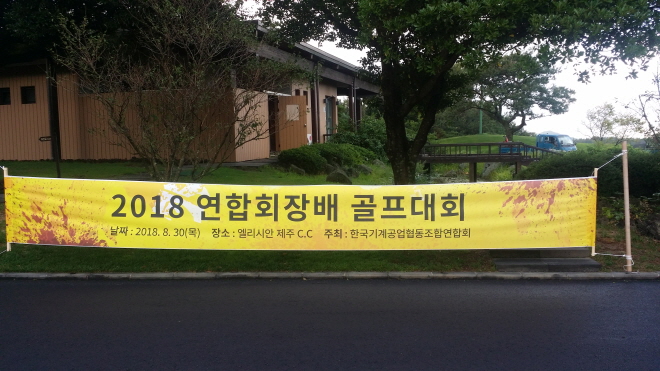 2018 연합회장배 골프대회
날짜 : 2018. 8. 30(목) 장소 : 엘리시안 제주 C.C 주최 : 한국기계공업협동조합연합회